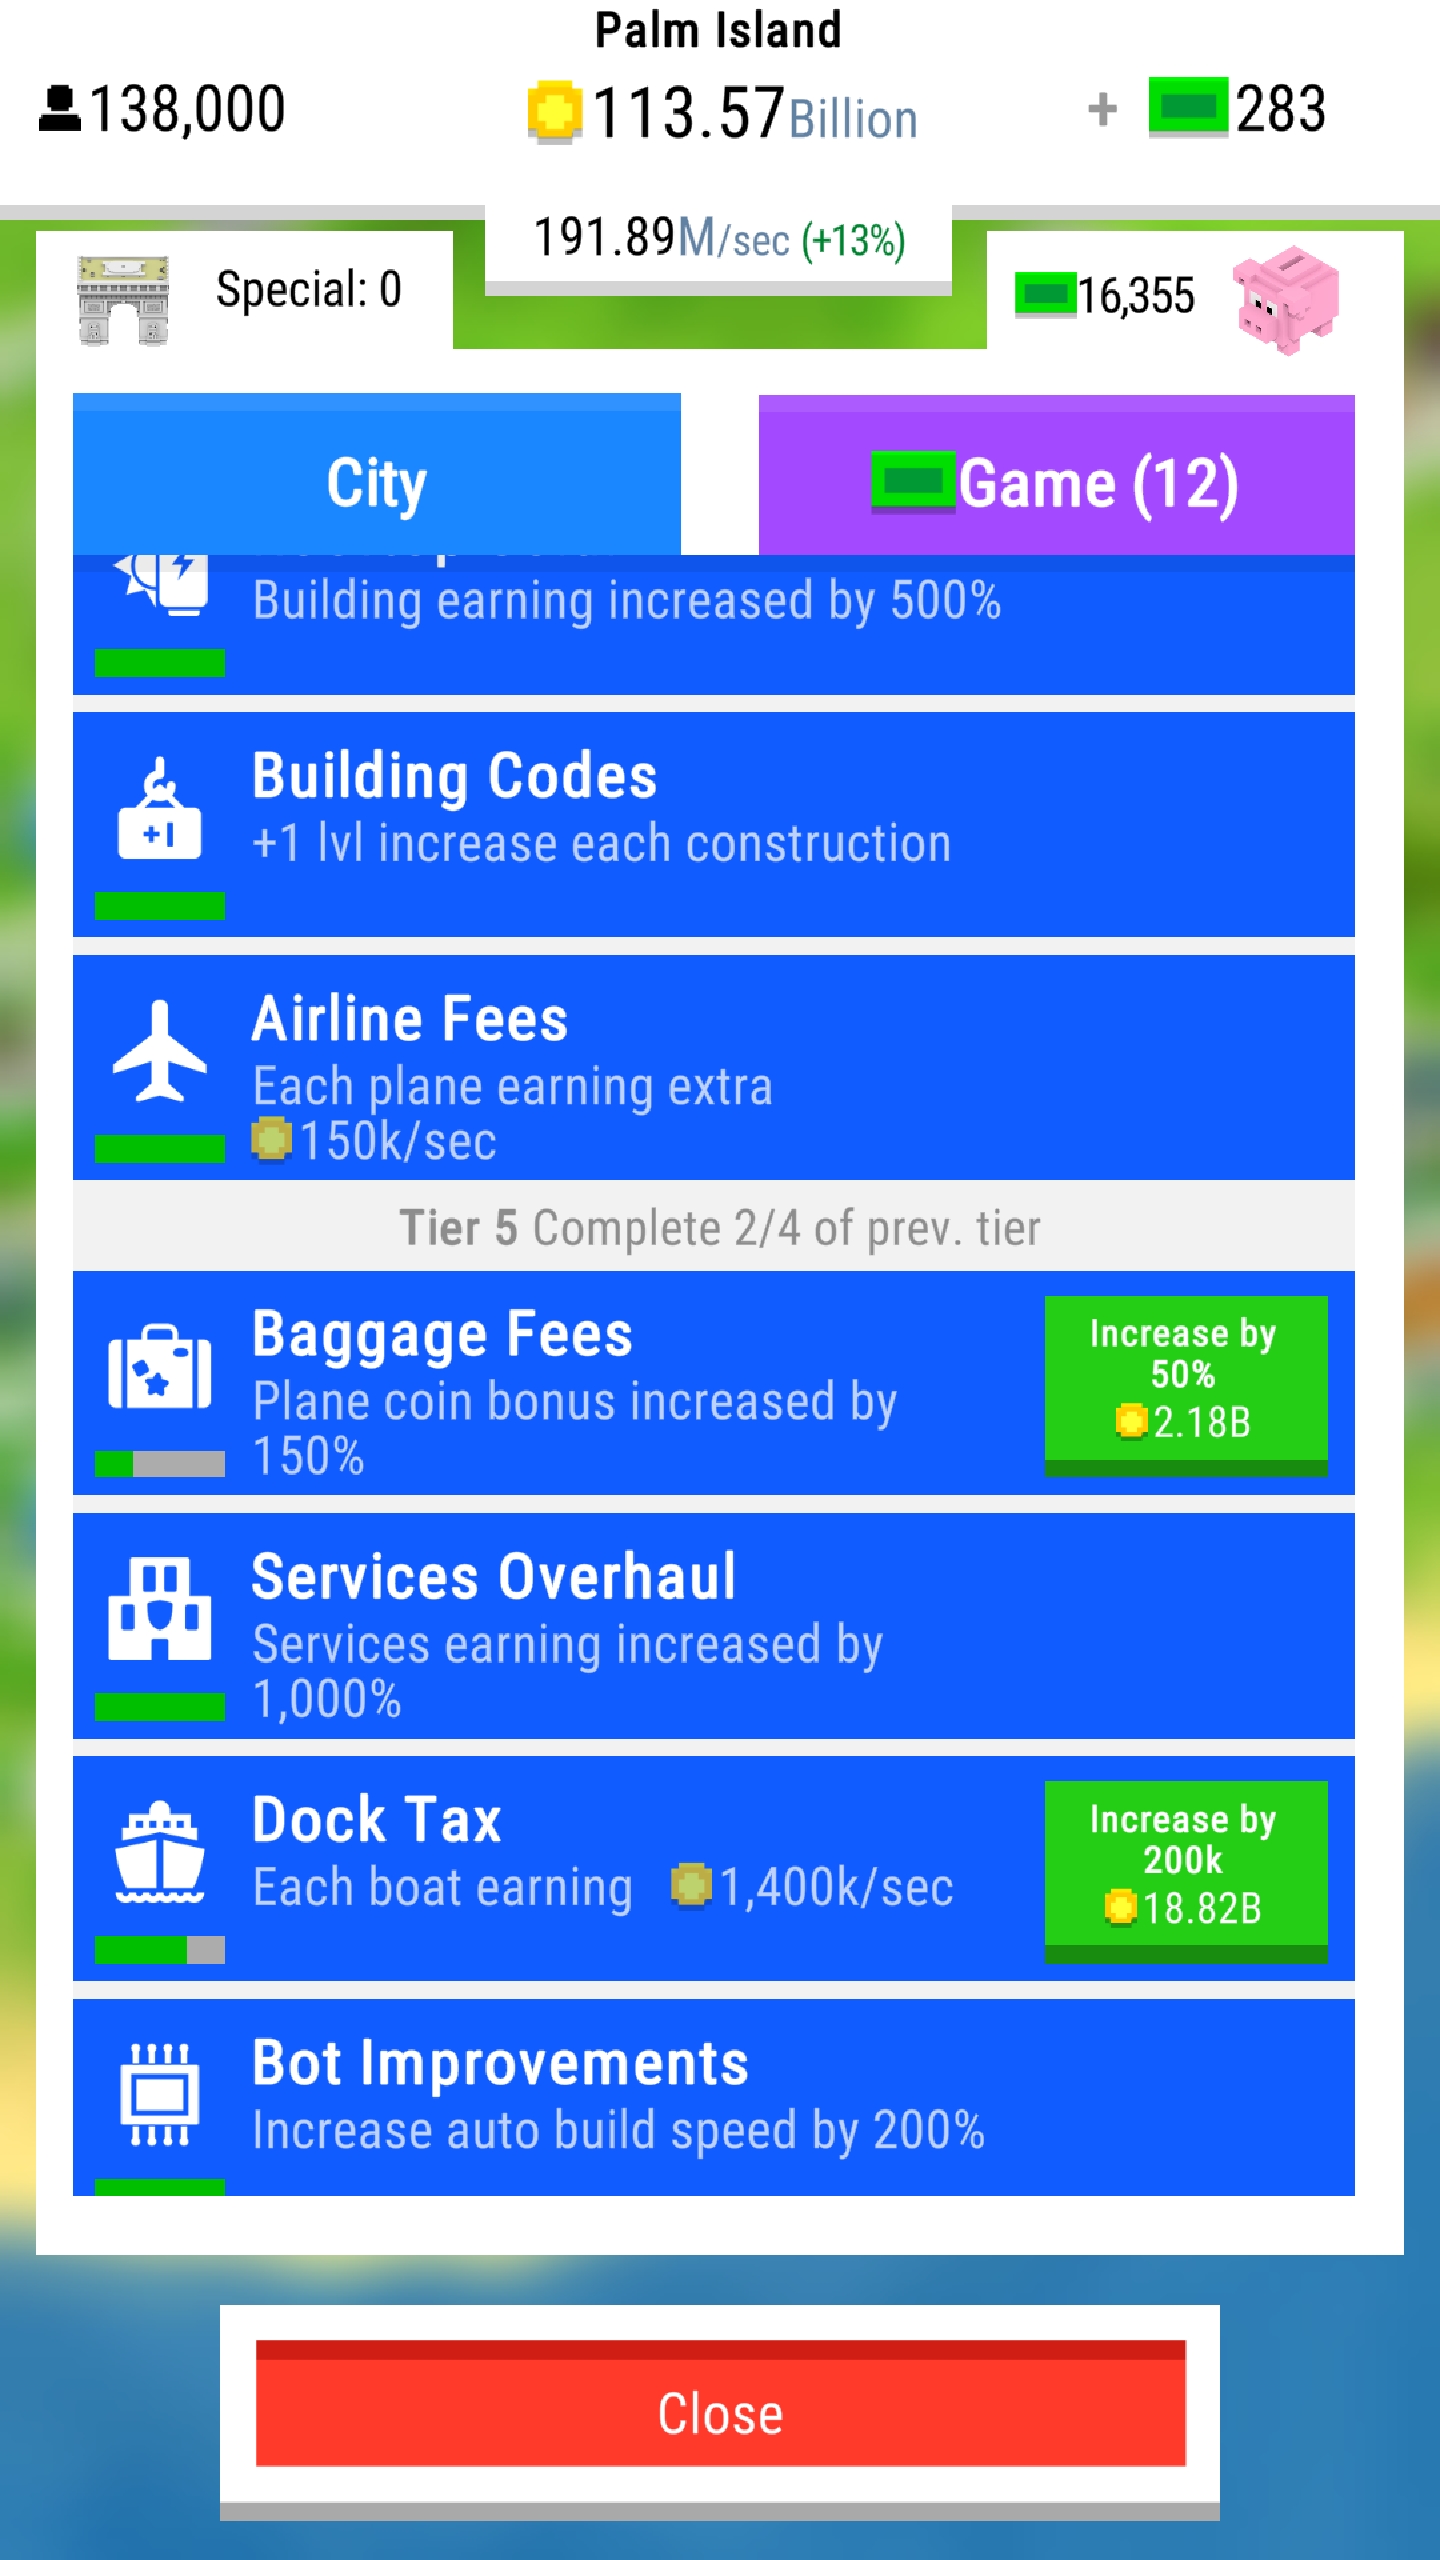 Palm Island
138,000
113.57Billion
+ 283
191.89M/sec (+13%)
Special: 0
16,355
City
Game (12)
Building earning increased by 500%
Building Codes
+1 lvl increase each construction
+1
Airline Fees
Each plane earning extra
150k/sec
Tier 5 Complete 2/4 of prev. tier
Baggage Fees
Plane coin bonus increased by
150%
Increase by
50%
2.18B
Services Overhaul
Services earning increased by
1,000%
Dock Tax
Each boat earning 1,400k/sec
Increase by
200k
18.82B
Bot Improvements
Increase auto build speed by 200%
Close